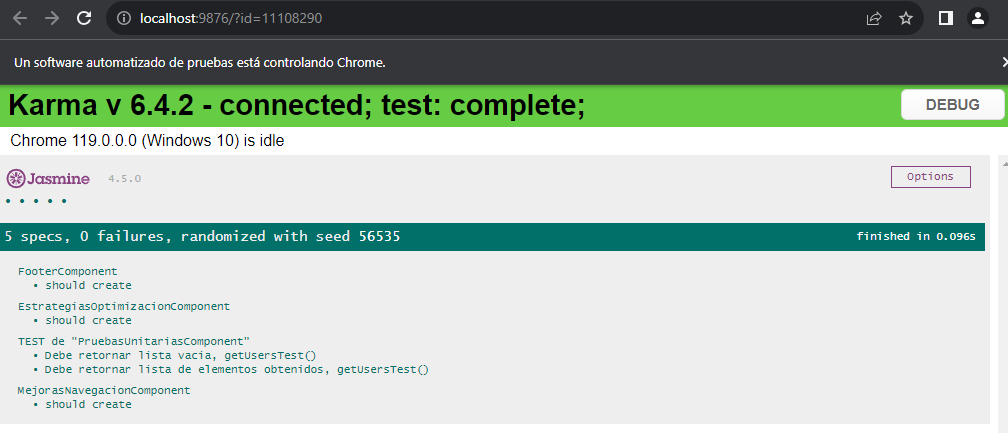 localhost:9876/?id=11108290
Un software automatizado de pruebas está controlando Chrome.
Karma v 6.4.2 - connected; test: complete;
DEBUG
Chrome 119.0.0.0 (Windows 10) is idle
Jasmine 4.5.0
Options
• • • • •
5 specs, 0 failures, randomized with seed 56535
finished in 0.096s
FooterComponent
• should create
EstrategiasOptimizacionComponent
• should create
TEST de "PruebasUnitariasComponent"
• Debe retornar lista vacia, getUsersTest()
• Debe retornar lista de elementos obtenidos, getUsersTest()
MejorasNavegacionComponent
• should create